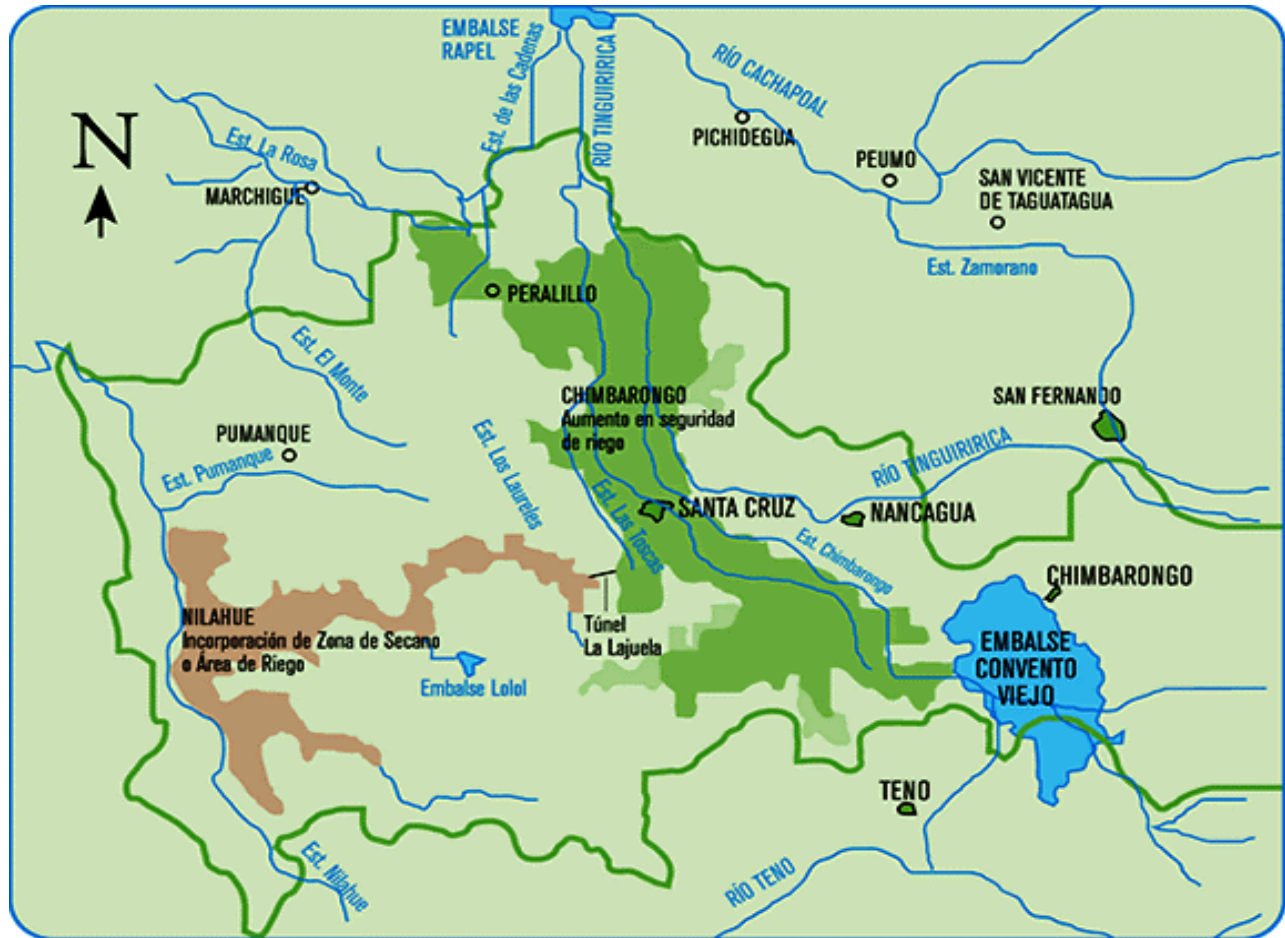 EMBALSE
RAPEL
Est. de las Cadenas
RÍO TINGUIRIRICA
RÍO CACHAPOAL
N
Est. La Rosa
PICHIDEGUA
PEUMO
MARCHIGUE
SAN VICENTE
DE TAGUATAGUA
Est. Zamorano
PERALILLO
Est. El Monte
CHIMBARONGO
Aumento en seguridad
de riego
SAN FERNANDO
PUMANQUE
Est. Pumanque
Est. Los Laureles
RÍO TINGUIRIRICA
Est. Las Toscas
SANTA CRUZ
NANCAGUA
Est. Chimbarongo
CHIMBARONGO
NILAHUE
Incorporación de Zona de Secano
o Área de Riego
Túnel
La Lajuela
EMBALSE
CONVENTO
VIEJO
Embalse Lolol
TENO
Est. Nilahue
RÍO TENO